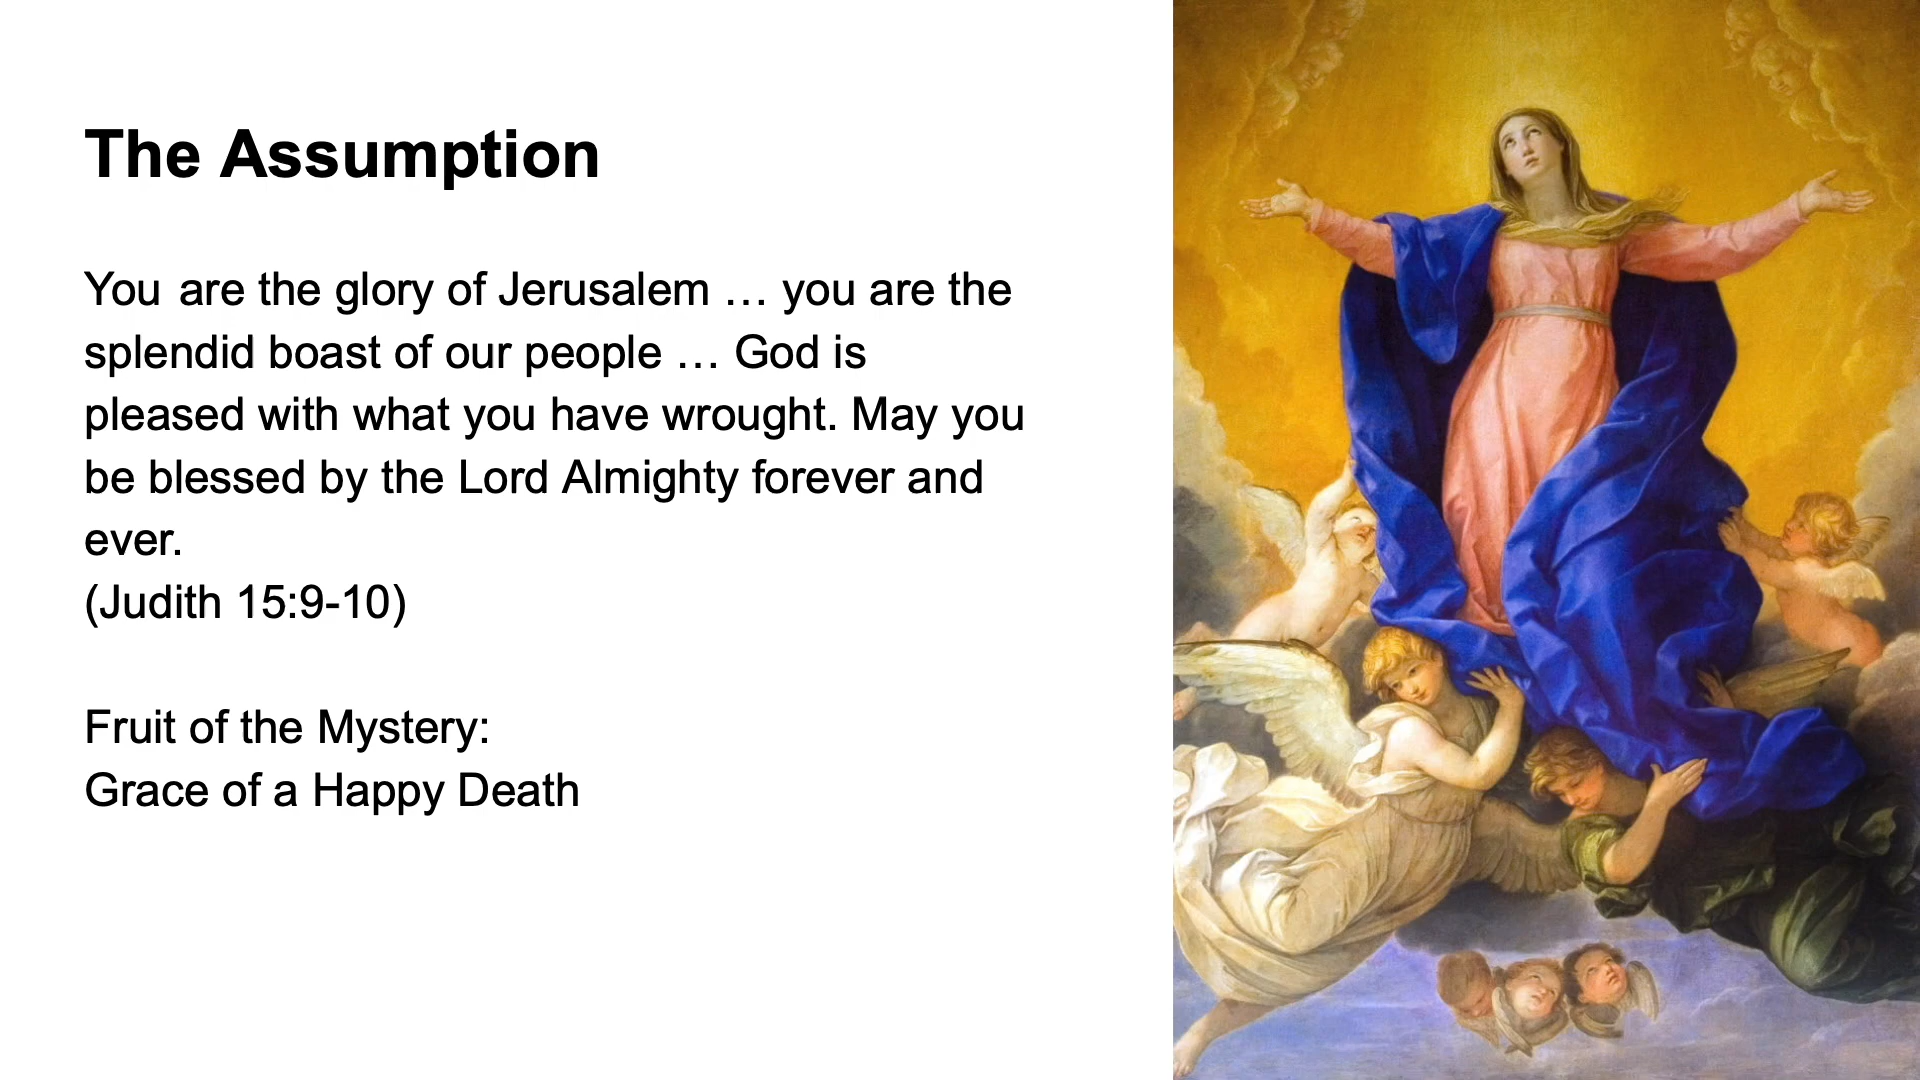 The Assumption
You are the glory of Jerusalem … you are the
splendid boast of our people … God is
pleased with what you have wrought. May you
be blessed by the Lord Almighty forever and
ever.
(Judith 15:9-10)
Fruit of the Mystery:
Grace of a Happy Death